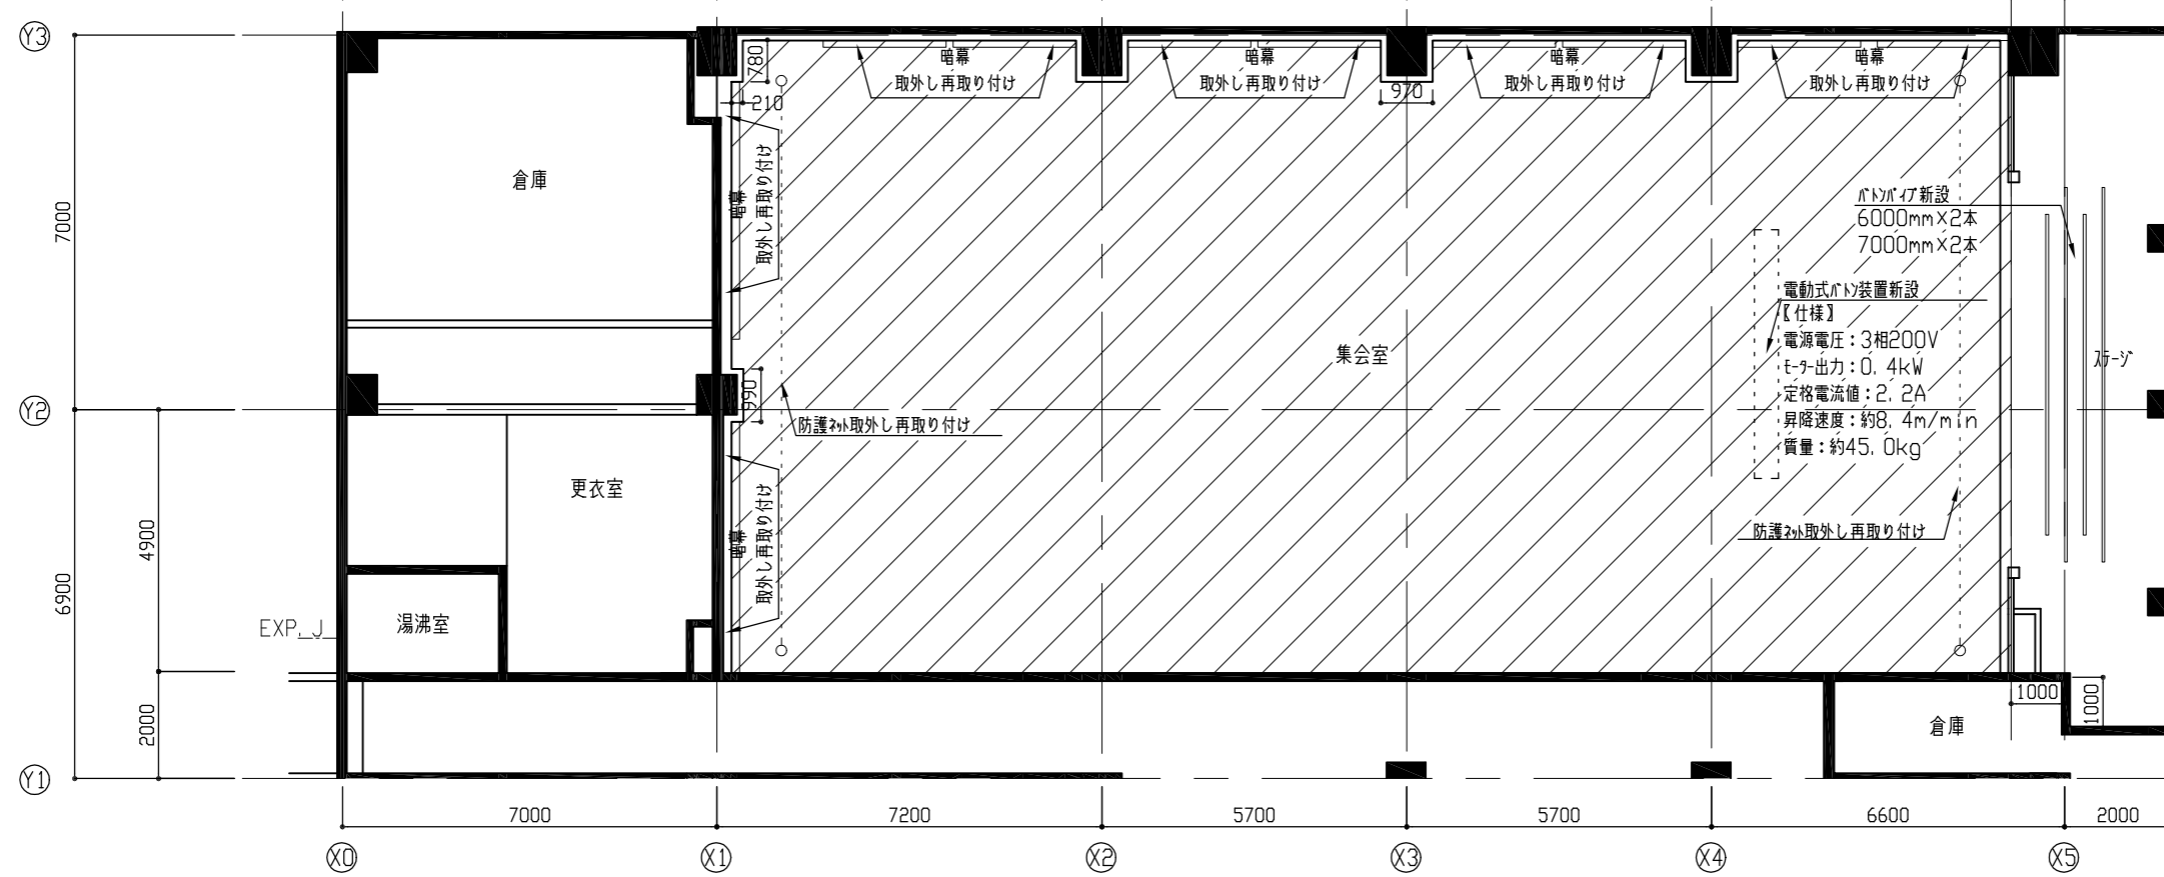 Y3
780
210
暗幕
取外し再取り付け
暗幕
取外し再取り付け
970
暗幕
取外し再取り付け
暗幕
取外し再取り付け
倉庫
暗幕
取外し再取り付け
7000
バトンパイプ新設
6000mm×2本
7000mm×2本
電動式バトン装置新設
【仕様】
電源電圧：3相200V
モーター出力：0.4kW
定格電流値：2.2A
昇降速度：約8.4m/min
質量：約45.0kg
集会室
ステージ
Y2
990
防護ネット取外し再取り付け
更衣室
暗幕
取外し再取り付け
防護ネット取外し再取り付け
4900
6900
湯沸室
EXP.J
2000
1000
1000
倉庫
Y1
7000
7200
5700
5700
6600
2000
X0
X1
X2
X3
X4
X5